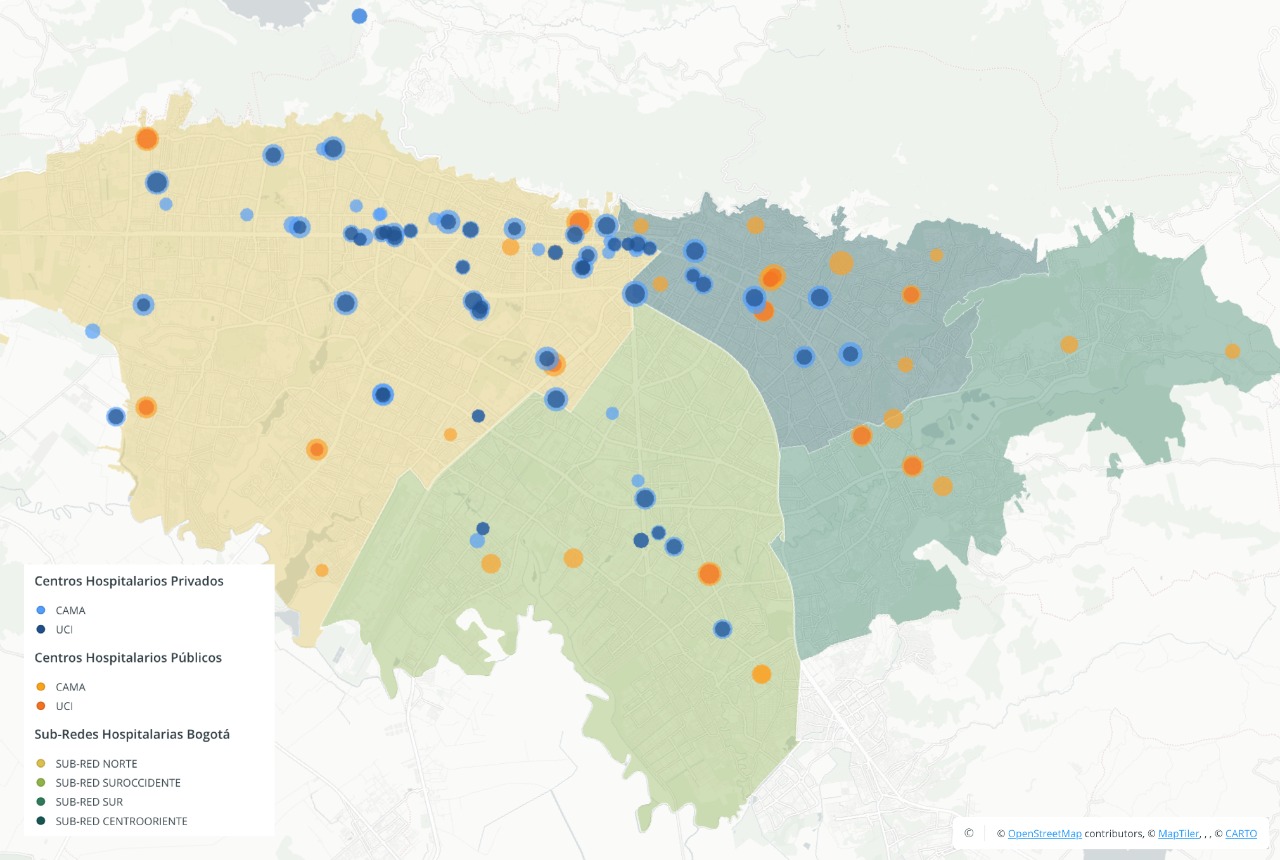 Centros Hospitalarios Privados
CAMA
UCI
Centros Hospitalarios Públicos
CAMA
UCI
Sub-Redes Hospitalarias Bogotá
SUB-RED NORTE
SUB-RED SUROCCIDENTE
SUB-RED SUR
SUB-RED CENTROORIENTE
© © OpenStreetMap contributors, © MapTiler, , , © CARTO